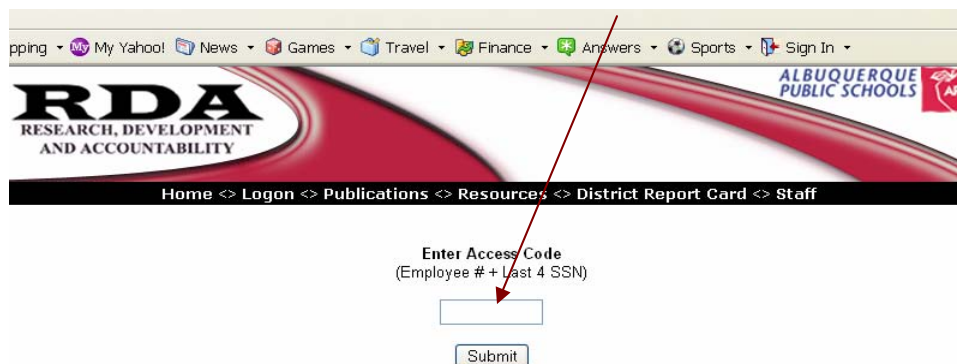 pping My Yahoo! News Games Travel Finance Answers Sports Sign In
ALBUQUERQUE
PUBLIC SCHOOLS
RDA
RESEARCH, DEVELOPMENT
AND ACCOUNTABILITY
Home <> Logon <> Publications <> Resources <> District Report Card <> Staff
Enter Access Code
(Employee # + Last 4 SSN)
Submit